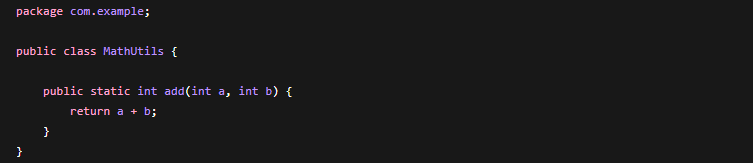 package com.example;
public class MathUtils {
    public static int add(int a, int b) {
        return a + b;
    }
}